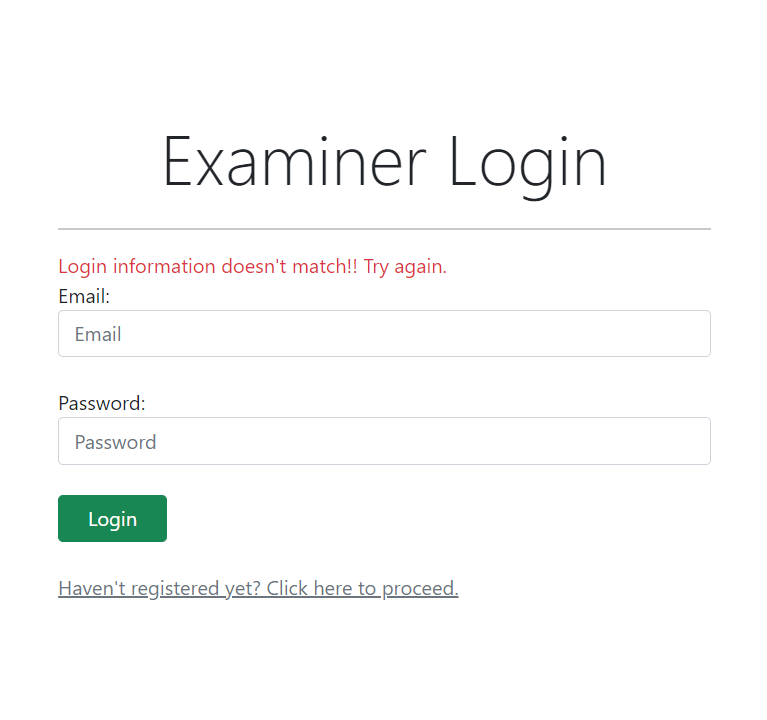 Examiner Login
Login information doesn't match!! Try again.
Email:
Email
Password:
Password
Login
Haven't registered yet? Click here to proceed.